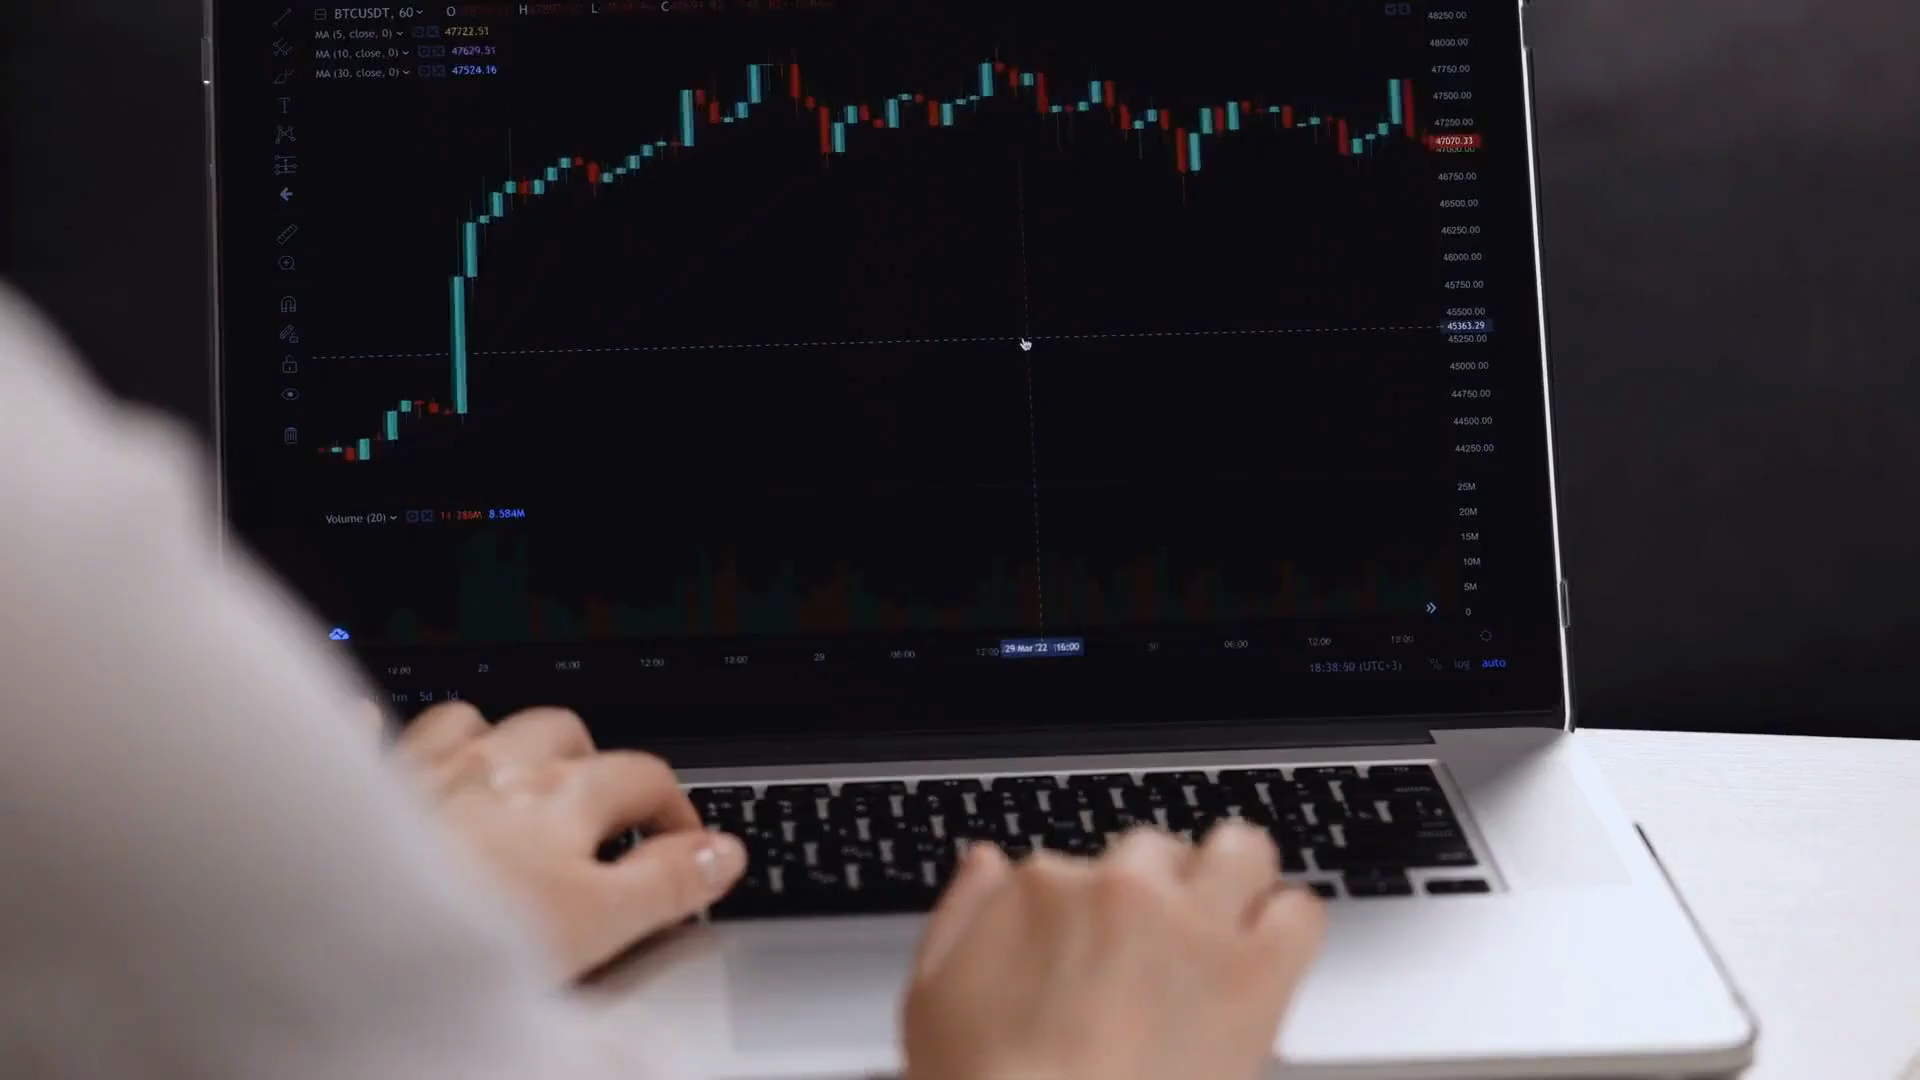 BTCUSDT, 60
O H L C
MA (5, close, 0) 47722.51
MA (10, close, 0) 47629.51
MA (30, close, 0) 47524.16
48250.00
48000.00
47750.00
47500.00
47250.00
47070.33
47000.00
46750.00
46500.00
46250.00
46000.00
45750.00
45500.00
45363.29
45250.00
45000.00
44750.00
44500.00
44250.00
Volume (20) 8.584M
25M
20M
15M
10M
5M
0
18:00 06:00 12:00 18:00 29 06:00 12:00 29 Mar '22 16:00 06:00 12:00 18:00
18:38:50 (UTC+3) % log auto
1m 5d 1d